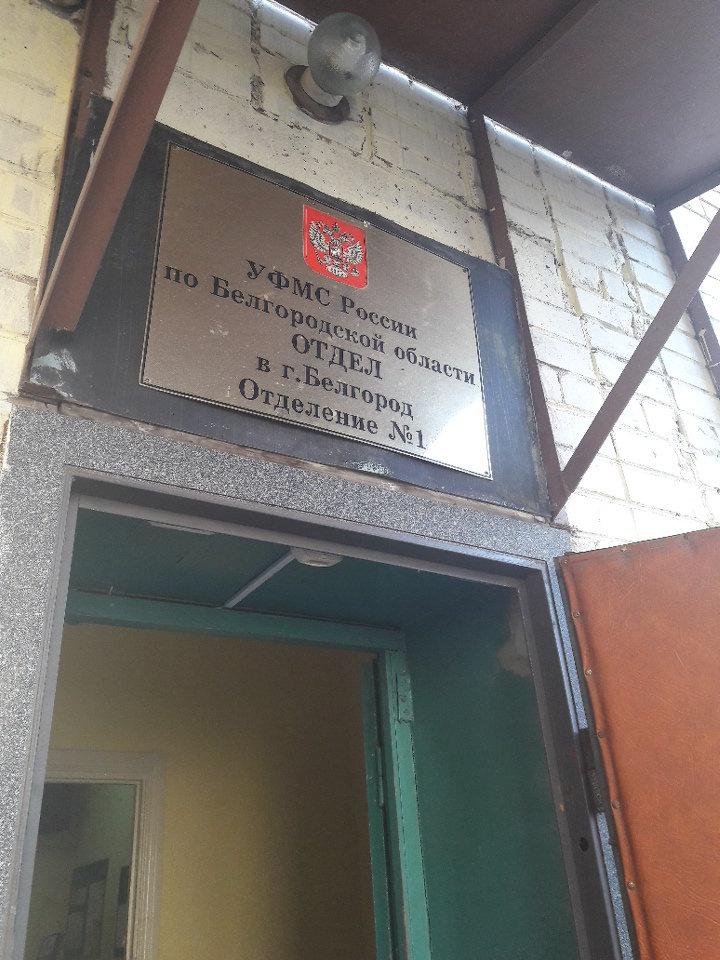 УФМС России
по Белгородской области
ОТДЕЛ
в г.Белгород
Отделение №1